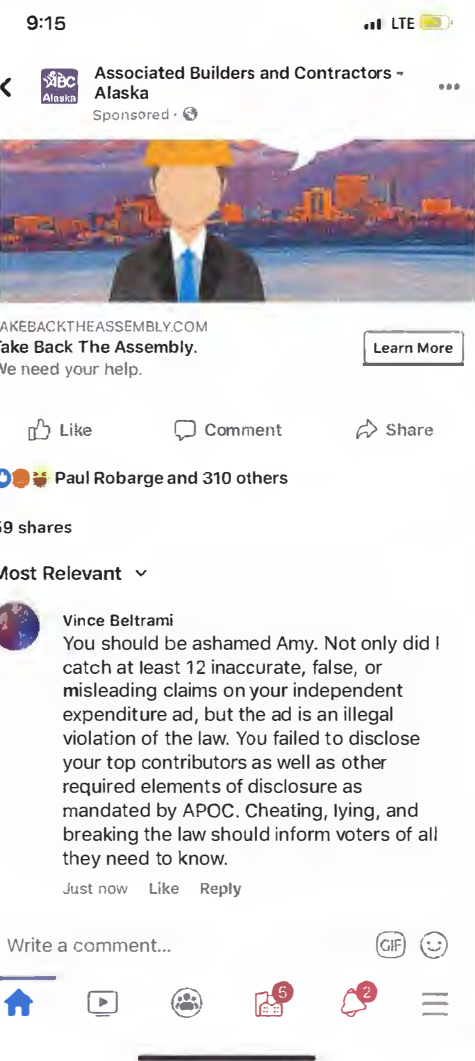 9:15
LTE
ABC
Alaska
Associated Builders and Contractors -
Alaska
Sponsored ·
AKEBACKTHEASSEMBLY.COM
Take Back The Assembly.
We need your help.
Learn More
Like
Comment
Share
Paul Robarge and 310 others
59 shares
Most Relevant
Vince Beltrami
You should be ashamed Amy. Not only did I
catch at least 12 inaccurate, false, or
misleading claims on your independent
expenditure ad, but the ad is an illegal
violation of the law. You failed to disclose
your top contributors as well as other
required elements of disclosure as
mandated by APOC. Cheating, lying, and
breaking the law should inform voters of all
they need to know.
Just now Like Reply
Write a comment...
GIF
5
2